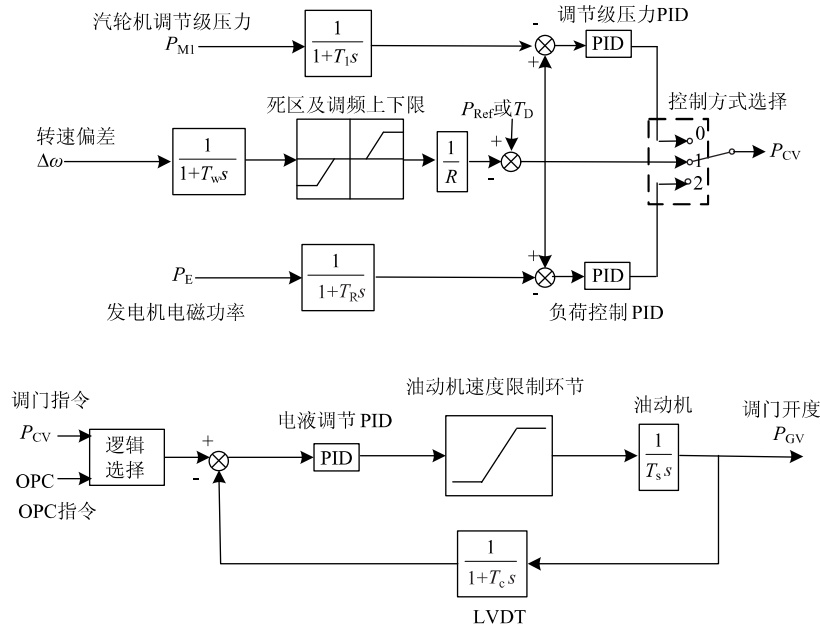 汽轮机调节级压力
P_M1
1
1+T_1s
-
+
调节级压力PID
PID
死区及调频上下限
P_Ref或T_D
控制方式选择
转速偏差
Δω
1
1+T_ws
1
R
+
-
0
1
2
P_CV
P_E
1
1+T_Rs
+
-
PID
发电机电磁功率
负荷控制PID
油动机速度限制环节
调门指令
P_CV
逻辑
选择
OPC
OPC指令
+
-
电液调节PID
PID
油动机
1
T_s s
调门开度
P_GV
1
1+T_c s
LVDT